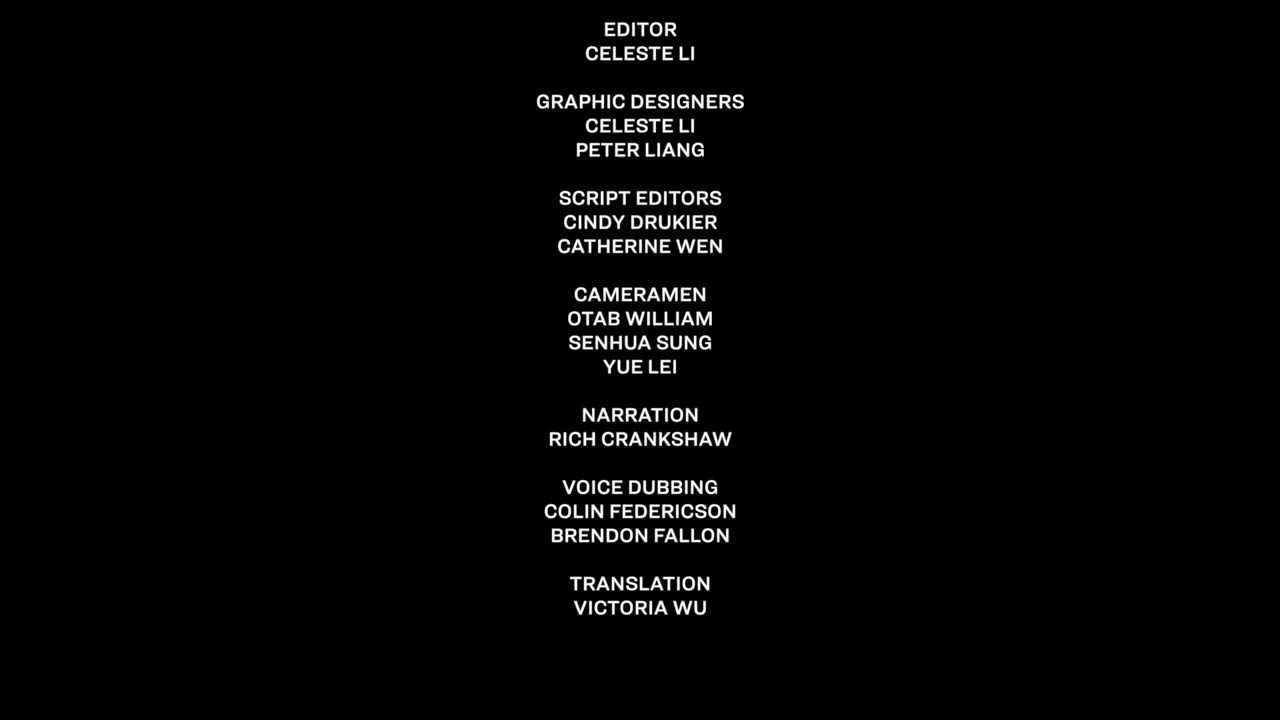 EDITOR
CELESTE LI
GRAPHIC DESIGNERS
CELESTE LI
PETER LIANG
SCRIPT EDITORS
CINDY DRUKIER
CATHERINE WEN
CAMERAMEN
OTAB WILLIAM
SENHUA SUNG
YUE LEI
NARRATION
RICH CRANKSHAW
VOICE DUBBING
COLIN FEDERICSON
BRENDON FALLON
TRANSLATION
VICTORIA WU